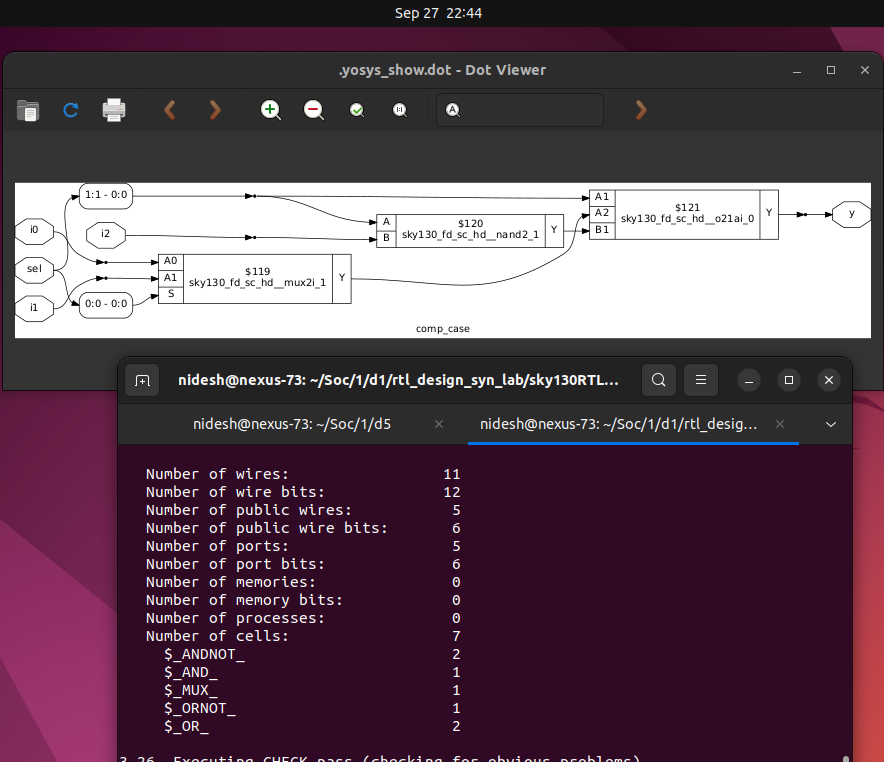 Sep 27 22:44
.yosys_show.dot - Dot Viewer
1:1 - 0:0
i0
i2
sel
i1
0:0 - 0:0
A0
A1
S
$119
sky130_fd_sc_hd__mux2i_1
Y
A
B
$120
sky130_fd_sc_hd__nand2_1
Y
A1
A2
B1
$121
sky130_fd_sc_hd__o21ai_0
Y
y
comp_case
nidesh@nexus-73: ~/Soc/1/d1/rtl_design_syn_lab/sky130RTL...
nidesh@nexus-73: ~/Soc/1/d5
nidesh@nexus-73: ~/Soc/1/d1/rtl_desig...
Number of wires: 11
Number of wire bits: 12
Number of public wires: 5
Number of public wire bits: 6
Number of ports: 5
Number of port bits: 6
Number of memories: 0
Number of memory bits: 0
Number of processes: 0
Number of cells: 7
$_ANDNOT_ 2
$_AND_ 1
$_MUX_ 1
$_ORNOT_ 1
$_OR_ 2
3.26. Executing CHECK pass (checking for obvious problems).